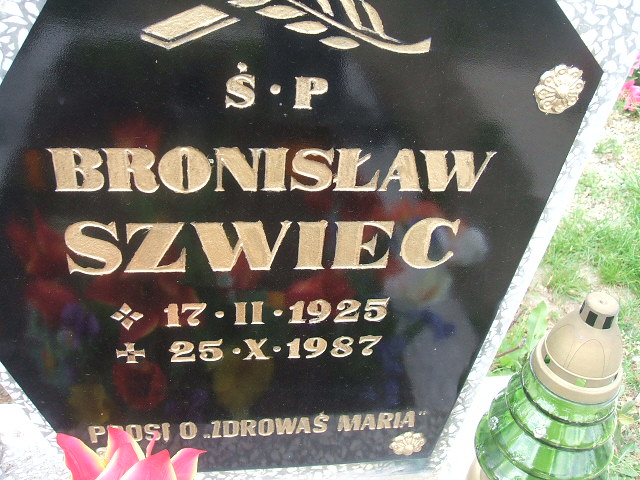 Ś·P
BRONISŁAW
SZWIEC
17·II·1925
25·X·1987
PROSI O „ZDROWAŚ MARIA"